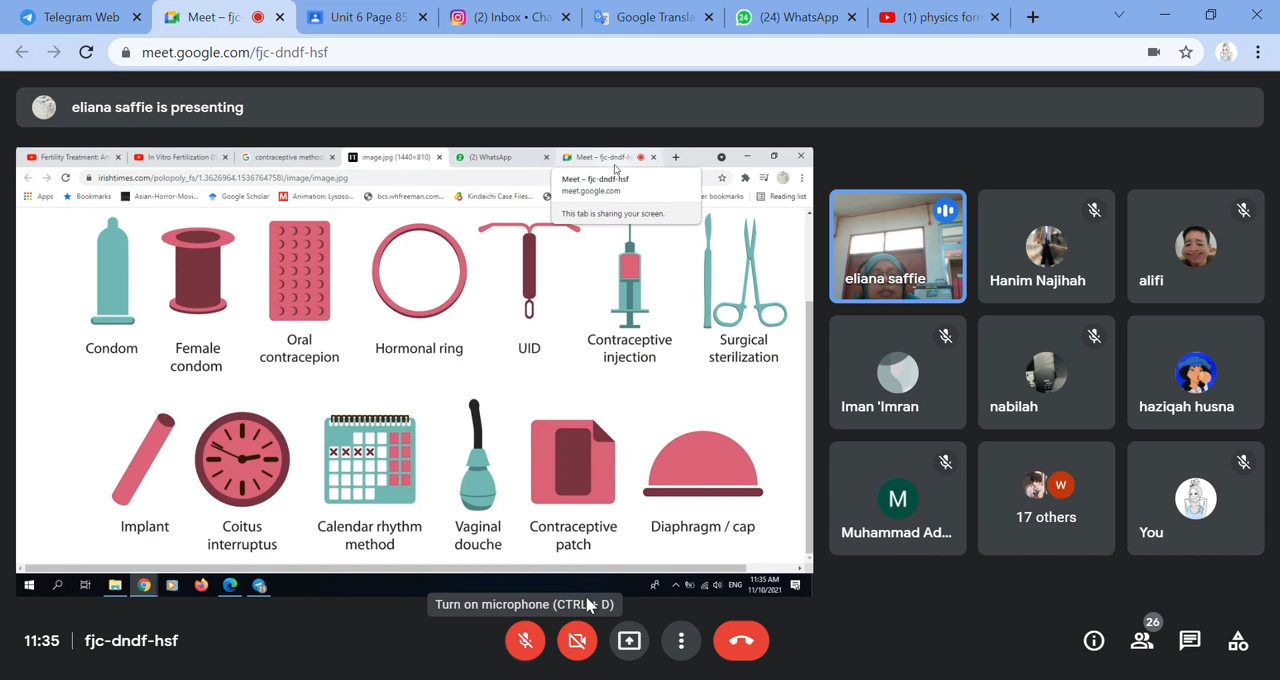 Telegram Web
Meet – fjc-
Unit 6 Page 85
(2) Inbox • Cha
Google Transla
(24) WhatsApp
(1) physics form
meet.google.com/fjc-dndf-hsf
eliana saffie is presenting
Fertility Treatment: Ar
In Vitro Fertilization (I
contraceptive method
image.jpg (1440×810)
(2) WhatsApp
Meet – fjc-dndf-h
irishtimes.com/polopoly_fs/1.3626964.1536764758!/image/image.jpg
Meet – fjc-dndf-hsf
meet.google.com
This tab is sharing your screen.
Apps
Bookmarks
Asian-Horror-Movi...
Google Scholar
Animation: Lysoso...
bcs.whfreeman.com...
Kindaichi Case Files...
er bookmarks
Reading list
Condom
Female
condom
Oral
contracepion
Hormonal ring
UID
Contraceptive
injection
Surgical
sterilization
Implant
Coitus
interruptus
Calendar rhythm
method
Vaginal
douche
Contraceptive
patch
Diaphragm / cap
ENG
11:35 AM
11/10/2021
eliana saffie
Hanim Najihah
alifi
Iman 'Imran
nabilah
haziqah husna
M
Muhammad Ad...
W
17 others
You
Turn on microphone (CTRL + D)
11:35
fjc-dndf-hsf
26